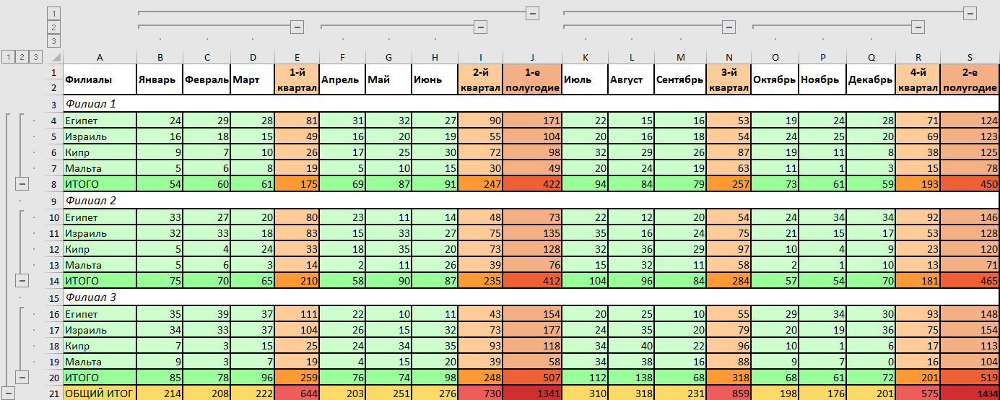 1
2
3
1 2 3 A B C D E F G H I J K L M N O P Q R S
1 Филиалы Январь Февраль Март 1-й Апрель Май Июнь 2-й 1-е Июль Август Сентябрь 3-й Октябрь Ноябрь Декабрь 4-й 2-е
2 квартал квартал полугодие квартал квартал полугодие
3 Филиал 1
4 Египет 24 29 28 81 31 32 27 90 171 22 15 16 53 19 24 28 71 124
5 Израиль 16 18 15 49 16 20 19 55 104 20 16 18 54 24 25 20 69 123
6 Кипр 9 7 10 26 17 25 30 72 98 32 29 26 87 19 11 8 38 125
7 Мальта 5 6 8 19 5 10 15 30 49 20 24 19 63 11 1 3 15 78
8 ИТОГО 54 60 61 175 69 87 91 247 422 94 84 79 257 73 61 59 193 450
9 Филиал 2
10 Египет 33 27 20 80 23 11 14 48 73 22 12 20 54 24 34 34 92 146
11 Израиль 32 33 18 83 15 33 27 75 135 35 16 24 75 21 15 17 53 128
12 Кипр 5 4 24 33 18 35 20 73 128 32 36 29 97 10 4 9 23 120
13 Мальта 5 6 3 14 2 11 26 39 76 15 32 11 58 2 1 10 13 71
14 ИТОГО 75 70 65 210 58 90 87 235 412 104 96 84 284 57 54 70 181 465
15 Филиал 3
16 Египет 35 39 37 111 22 10 11 43 154 20 25 10 55 29 34 30 93 148
17 Израиль 34 33 37 104 26 15 32 73 177 24 35 20 79 20 19 36 75 154
18 Кипр 7 3 15 25 24 34 35 93 118 34 40 22 96 10 1 6 17 113
19 Мальта 9 3 7 19 4 15 20 39 58 34 38 16 88 9 7 0 16 104
20 ИТОГО 85 78 96 259 76 74 98 248 507 112 138 68 318 68 61 72 201 519
21 ОБЩИЙ ИТОГ 214 208 222 644 203 251 276 730 1341 310 318 231 859 198 176 201 575 1434